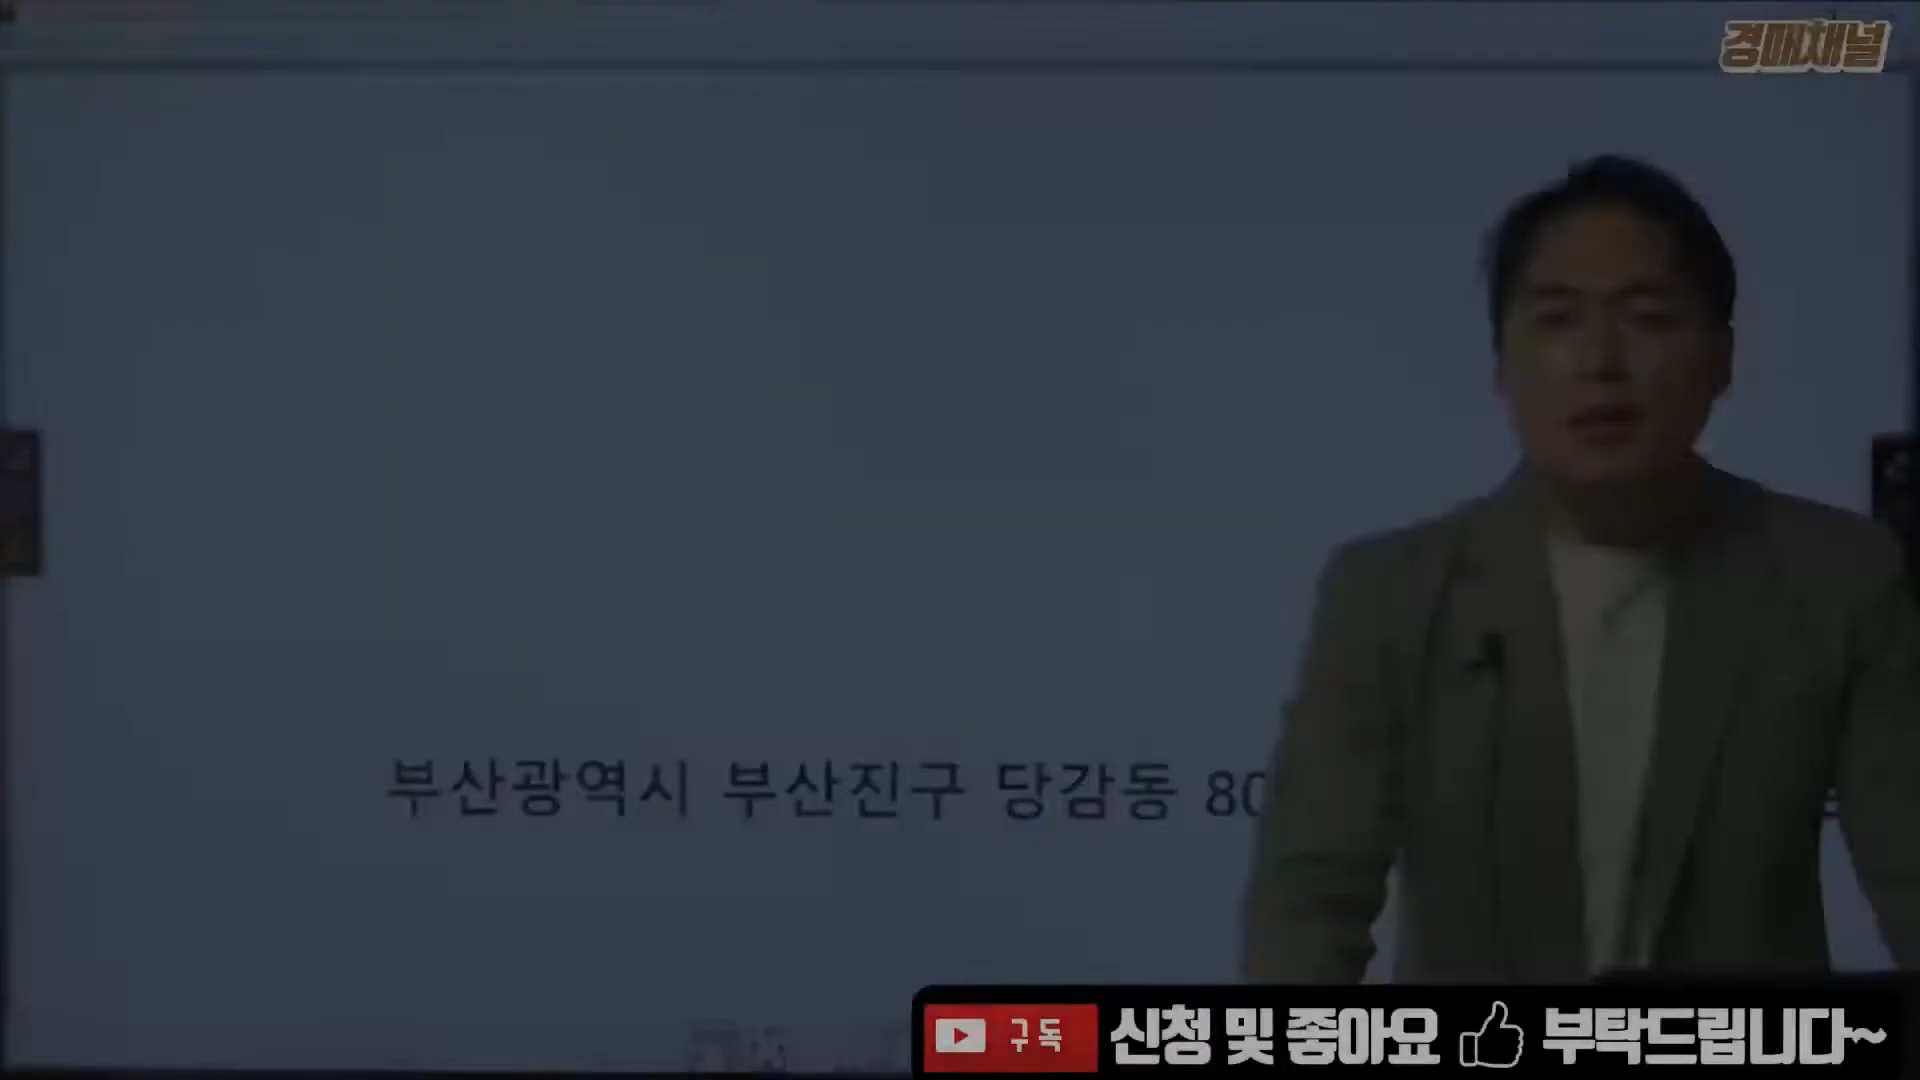 경매채널
부산광역시 부산진구 당감동 80
구독 신청 및 좋아요 부탁드립니다~